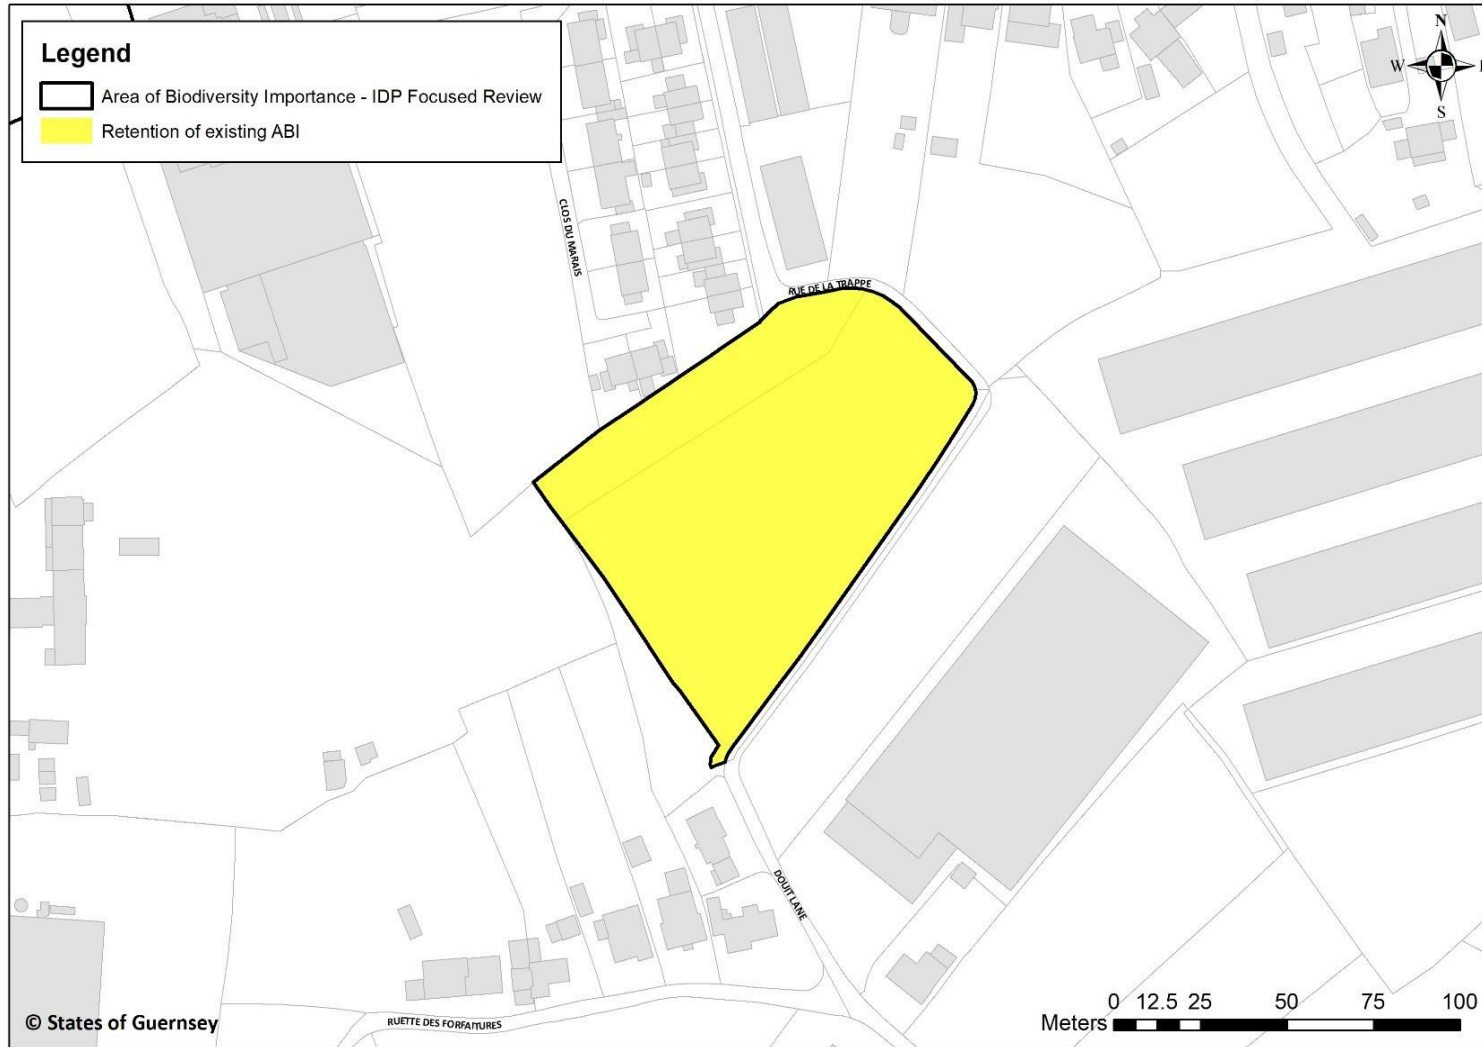 Legend
Area of Biodiversity Importance - IDP Focused Review
Retention of existing ABI
N
W
S
CLOS DU MARAIS
RUE DE LA TRAPPE
DOUIT LANE
RUETTE DES FORFAITURES
© States of Guernsey
0 12.5 25 50 75 100
Meters